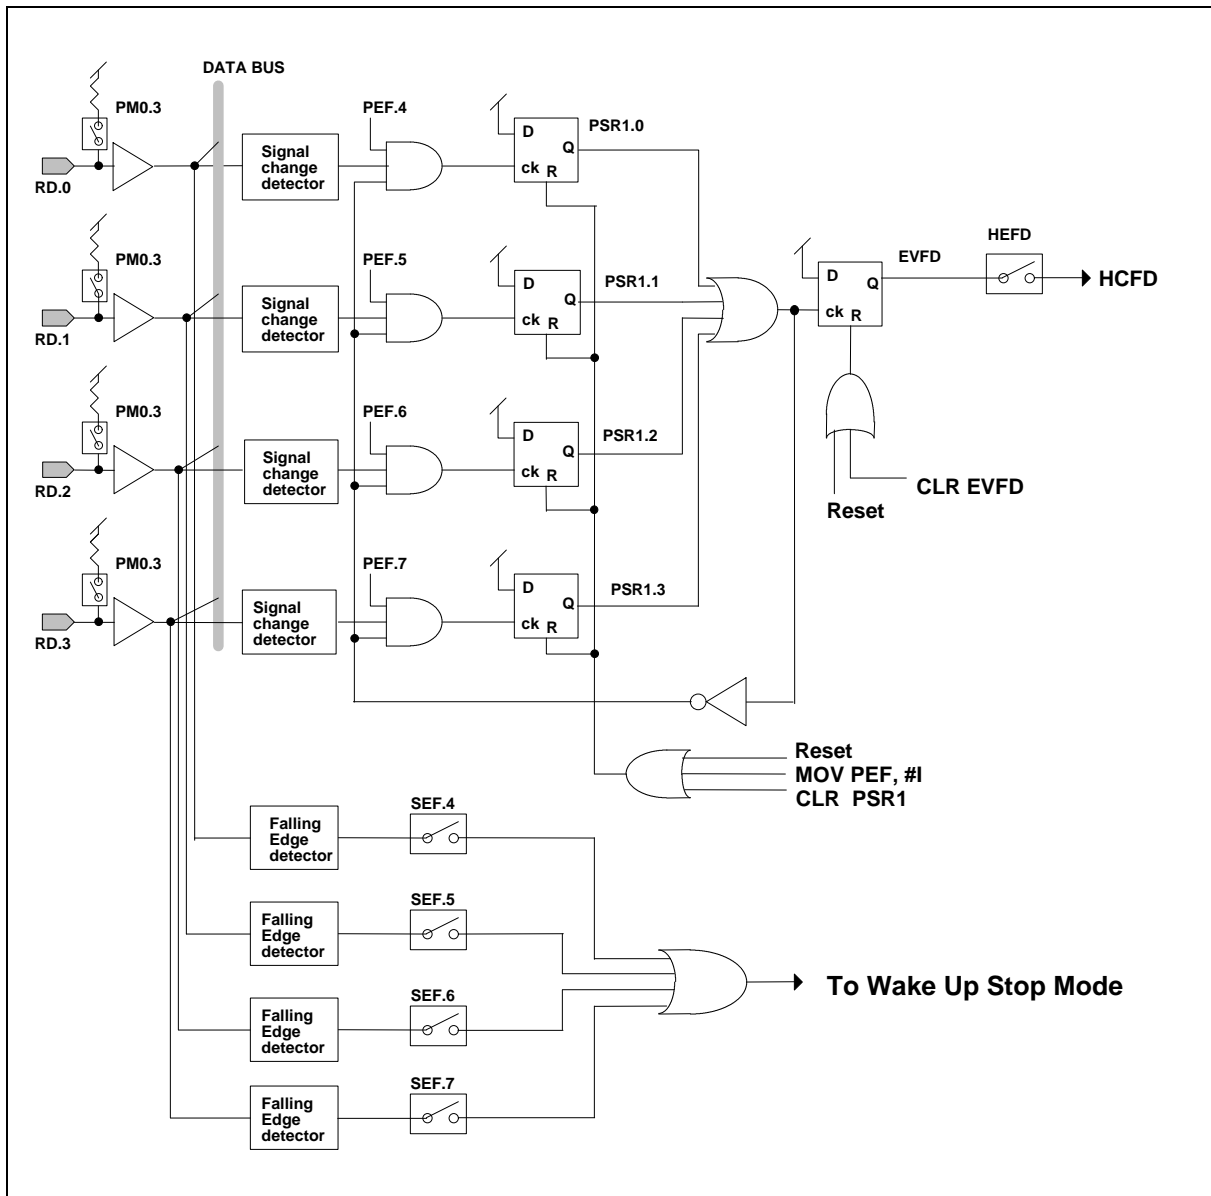 DATA BUS
PM0.3
PEF.4
D
Q
ck
R
PSR1.0
Signal
change
detector
RD.0
PM0.3
PEF.5
D
Q
ck
R
PSR1.1
Signal
change
detector
RD.1
EVFD
HEFD
D
Q
ck
R
HCFD
PM0.3
PEF.6
D
Q
ck
R
PSR1.2
Signal
change
detector
RD.2
CLR EVFD
Reset
PM0.3
PEF.7
D
Q
ck
R
PSR1.3
Signal
change
detector
RD.3
Reset
MOV PEF, #I
CLR PSR1
SEF.4
Falling
Edge
detector
SEF.5
Falling
Edge
detector
SEF.6
Falling
Edge
detector
To Wake Up Stop Mode
SEF.7
Falling
Edge
detector